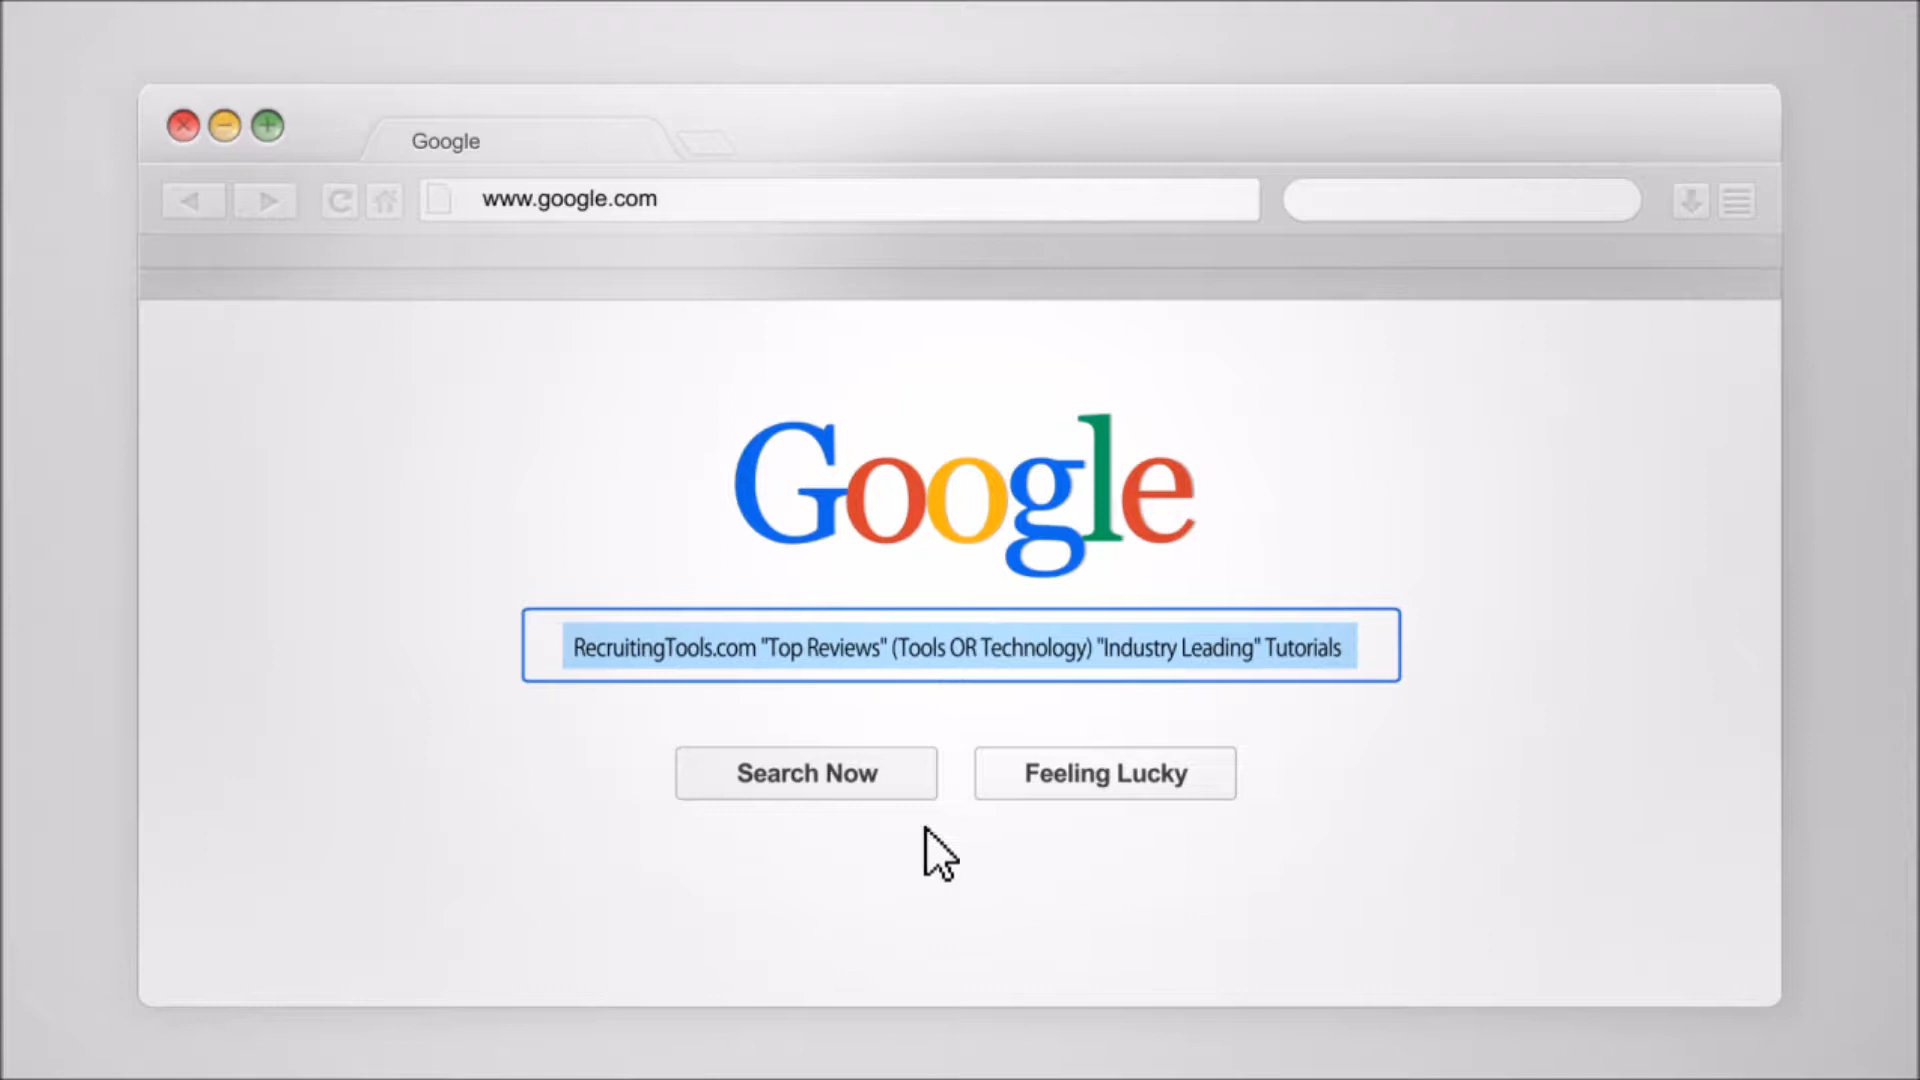 Google
www.google.com
Google
RecruitingTools.com "Top Reviews" (Tools OR Technology) "Industry Leading" Tutorials
Search Now
Feeling Lucky